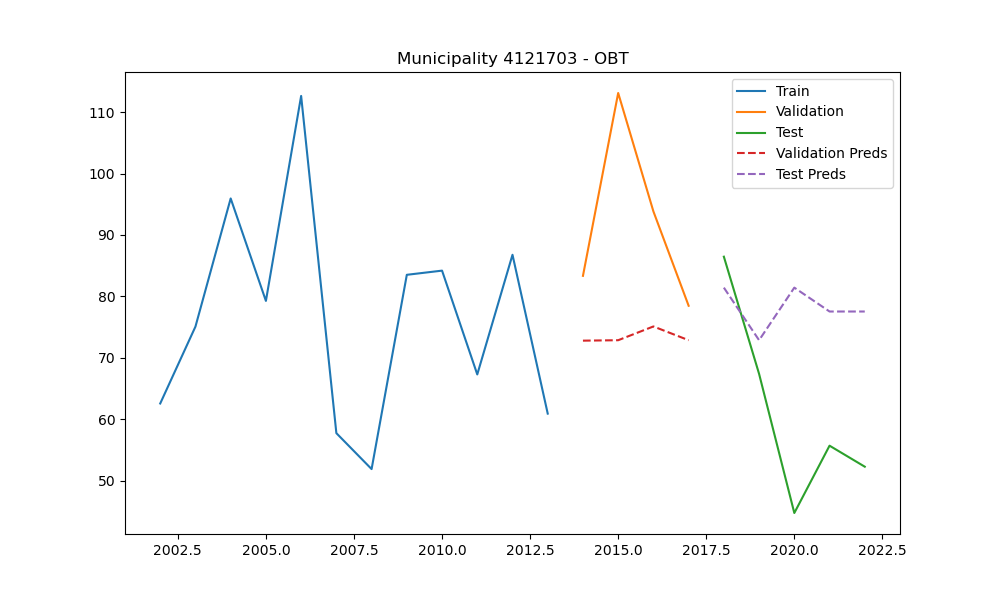 Municipality 4121703 - OBT
Train
Validation
Test
Validation Preds
Test Preds
110
100
90
80
70
60
50
2002.5 2005.0 2007.5 2010.0 2012.5 2015.0 2017.5 2020.0 2022.5